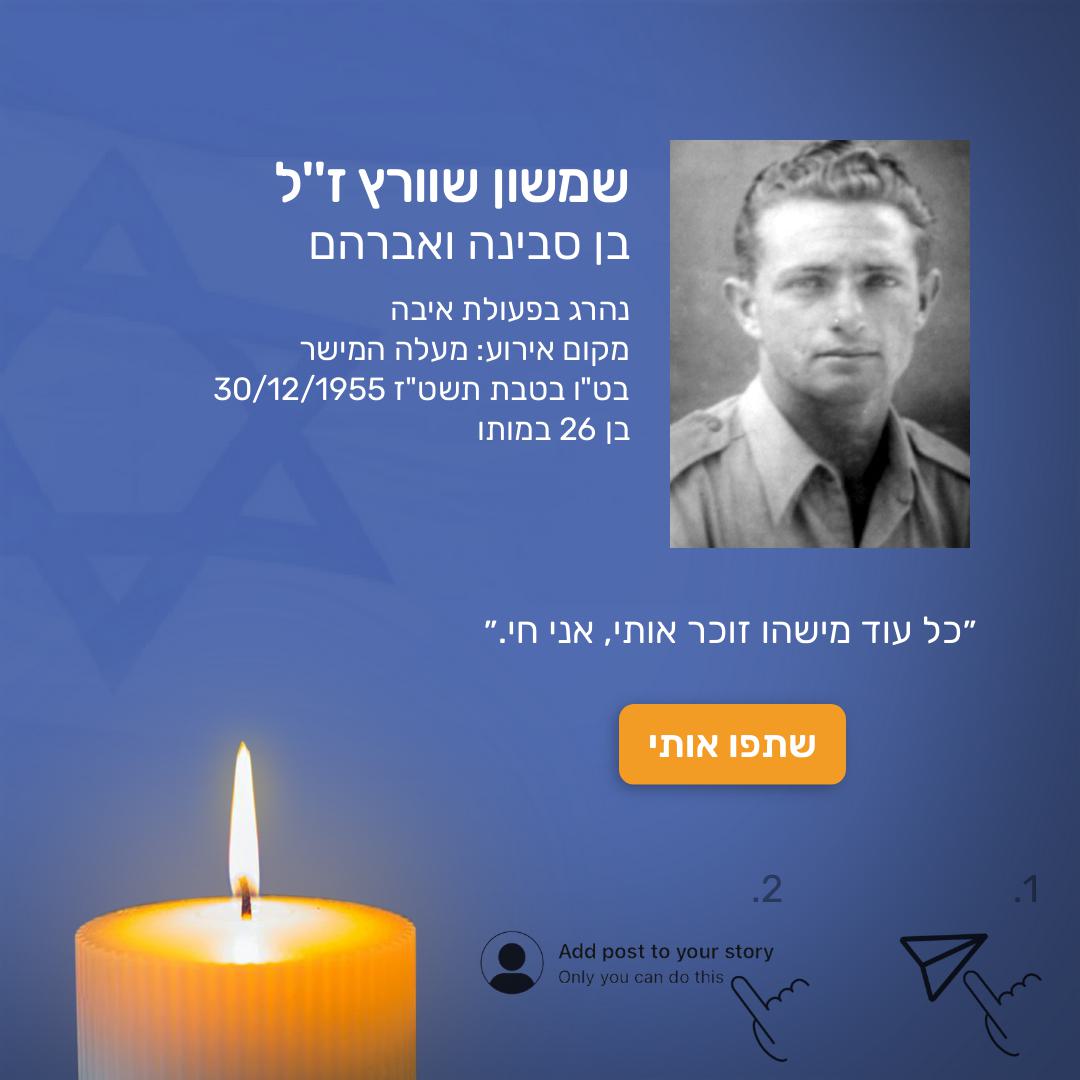 שמשון שוורץ ז"ל
בן סבינה ואברהם
נהרג בפעולת איבה
מקום אירוע: מעלה המישר
בט"ו בטבת תשט"ז 30/12/1955
בן 26 במותו
״כל עוד מישהו זוכר אותי, אני חי.״
שתפו אותי
.1
.2
Add post to your story
Only you can do this